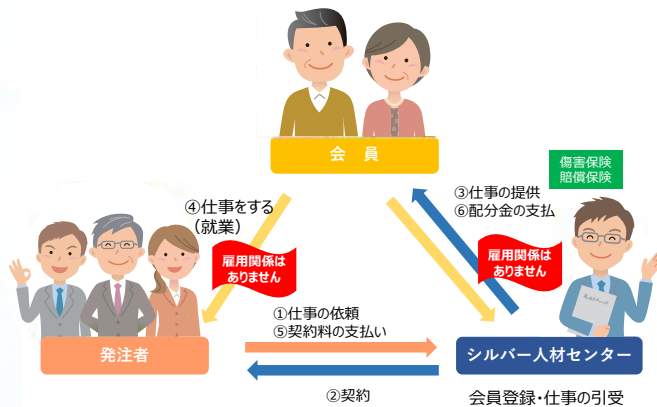 会　員
傷害保険
賠償保険
③仕事の提供
⑥配分金の支払
④仕事をする
（就業）
雇用関係は
ありません
雇用関係は
ありません
①仕事の依頼
⑤契約料の支払い
発注者
シルバー人材センター
②契約
会員登録・仕事の引受